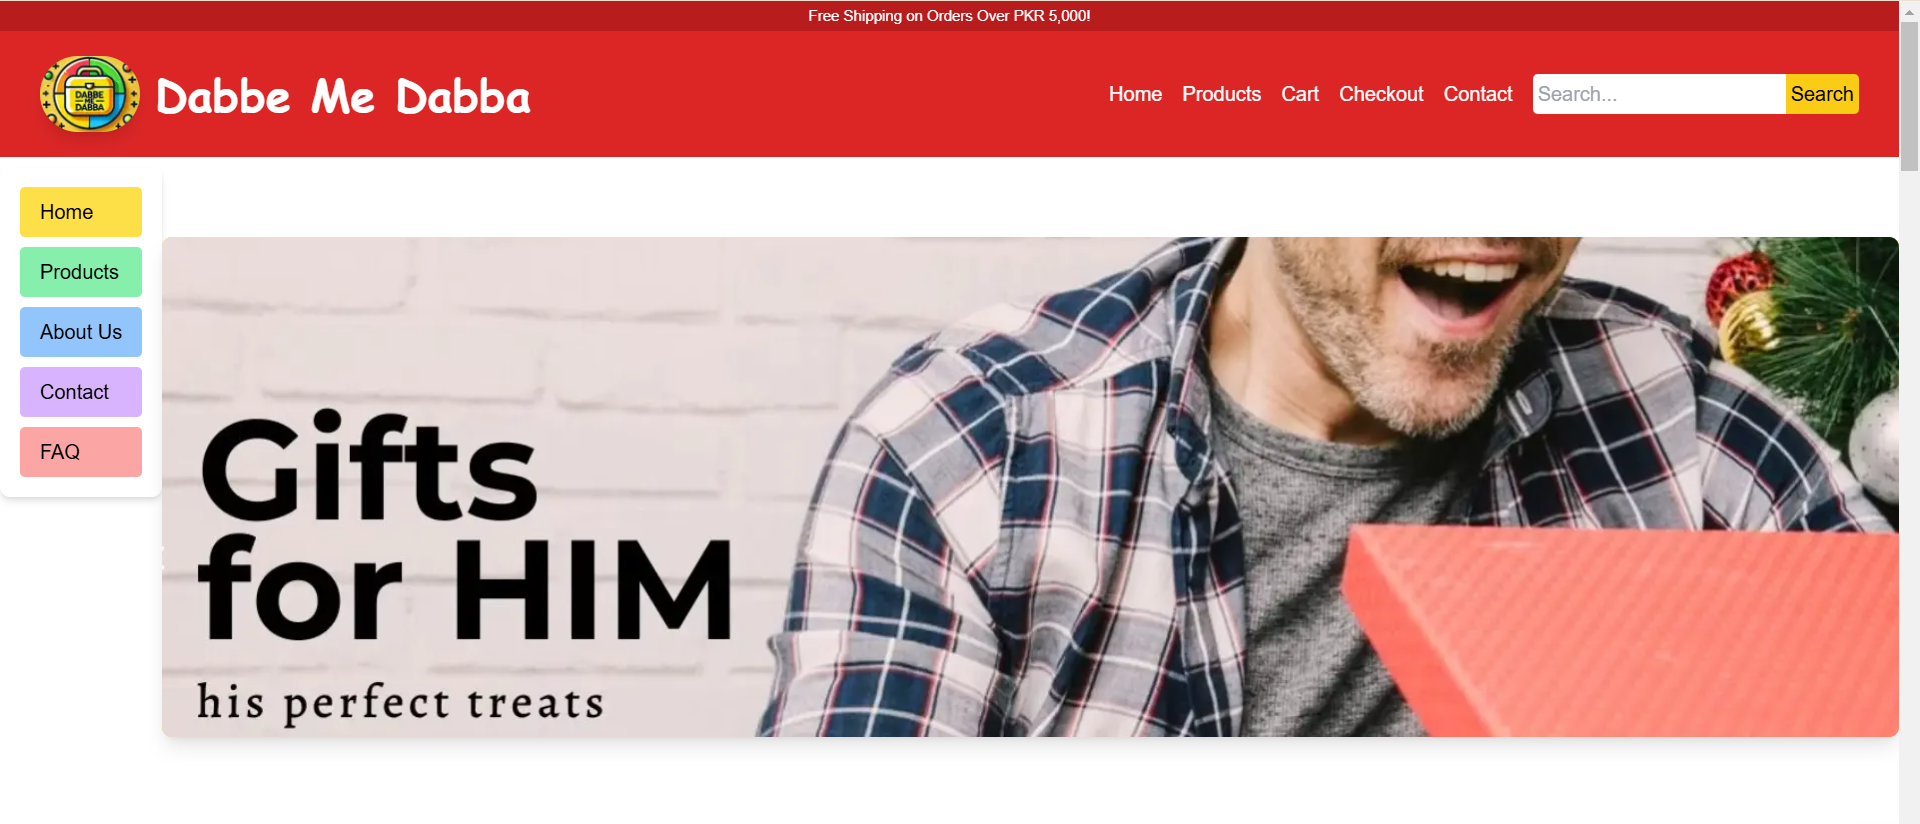 Free Shipping on Orders Over PKR 5,000!
DABBE
ME
DABBA
Dabbe Me Dabba
Home Products Cart Checkout Contact Search... Search
Home
Products
About Us
Contact
FAQ
Gifts
for HIM
his perfect treats